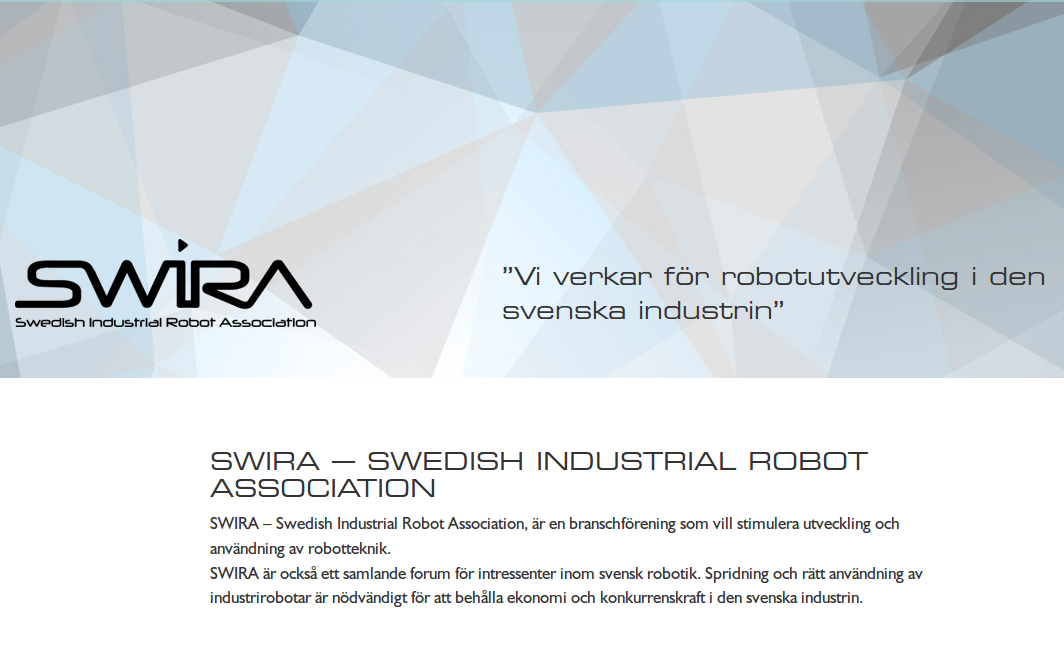 SWIRA
Swedish Industrial Robot Association
”Vi verkar för robotutveckling i den
svenska industrin”
SWIRA – SWEDISH INDUSTRIAL ROBOT
ASSOCIATION
SWIRA – Swedish Industrial Robot Association, är en branschförening som vill stimulera utveckling och
användning av robotteknik.
SWIRA är också ett samlande forum för intressenter inom svensk robotik. Spridning och rätt användning av
industrirobotar är nödvändigt för att behålla ekonomi och konkurrenskraft i den svenska industrin.